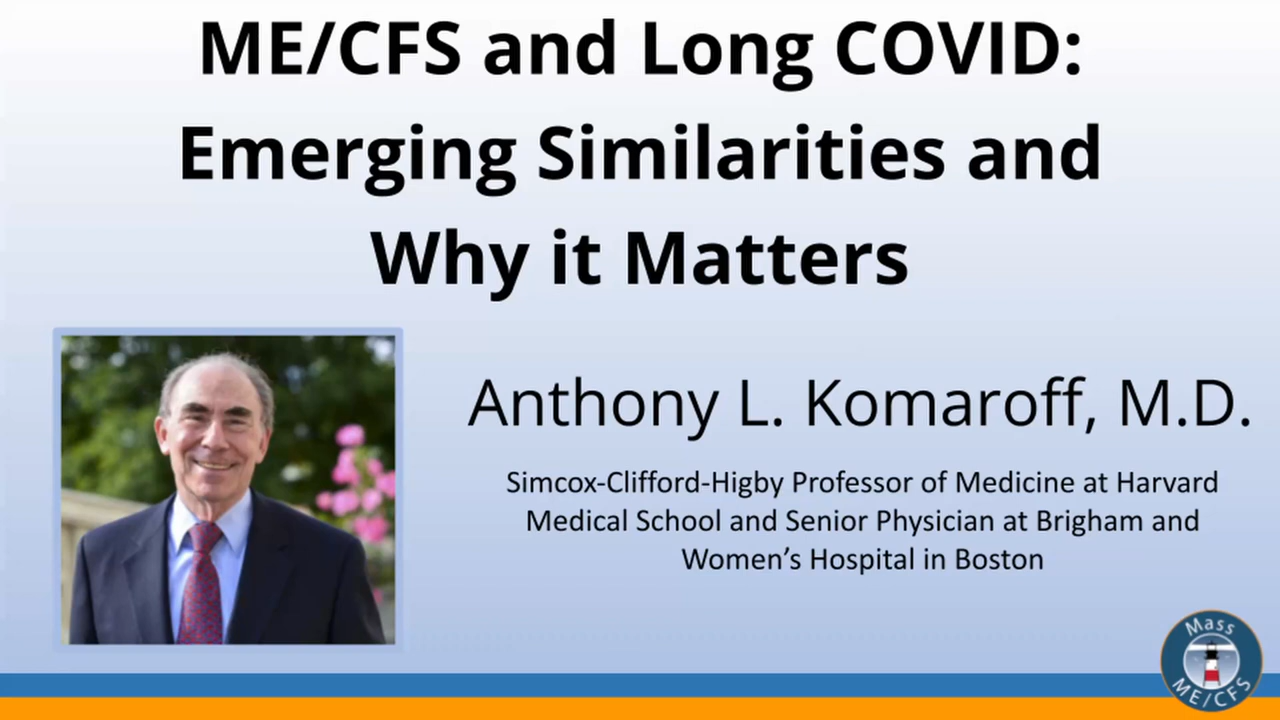 ME/CFS and Long COVID:
Emerging Similarities and
Why it Matters
Anthony L. Komaroff, M.D.
Simcox-Clifford-Higby Professor of Medicine at Harvard
Medical School and Senior Physician at Brigham and
Women’s Hospital in Boston
Mass
ME/CFS